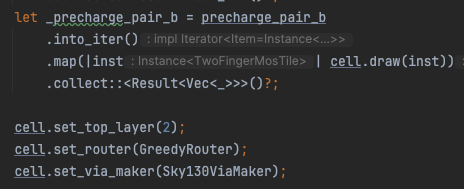 let _precharge_pair_b = precharge_pair_b
.into_iter() : impl Iterator<Item=Instance<...>>
.map(|inst : Instance<TwoFingerMosTile> | cell.draw(inst))
.collect::<Result<Vec<_>>>()?;
cell.set_top_layer(2);
cell.set_router(GreedyRouter);
cell.set_via_maker(Sky130ViaMaker);